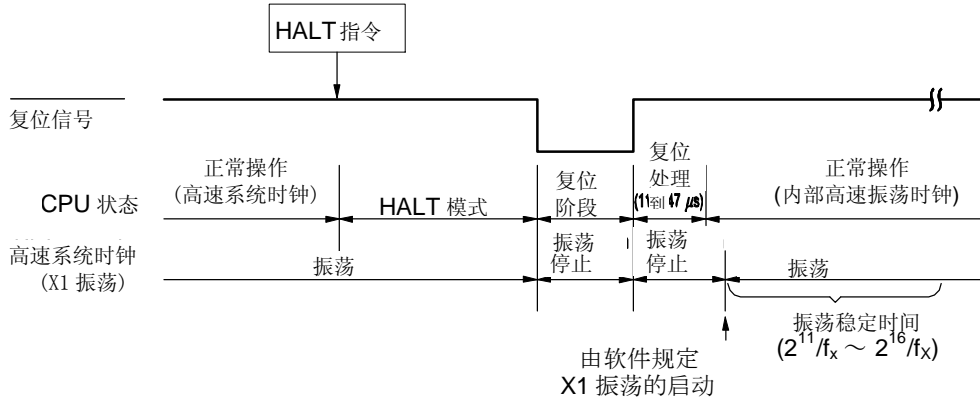 HALT 指令
复位信号
正常操作
(高速系统时钟)
复位
阶段
复位
处理
(11到 47 μs)
正常操作
(内部高速振荡时钟)
CPU 状态
HALT 模式
高速系统时钟
(X1 振荡)
振荡
振荡
停止
振荡
停止
振荡
振荡稳定时间
(2^11/fx ～ 2^16/fX)
由软件规定
X1 振荡的启动